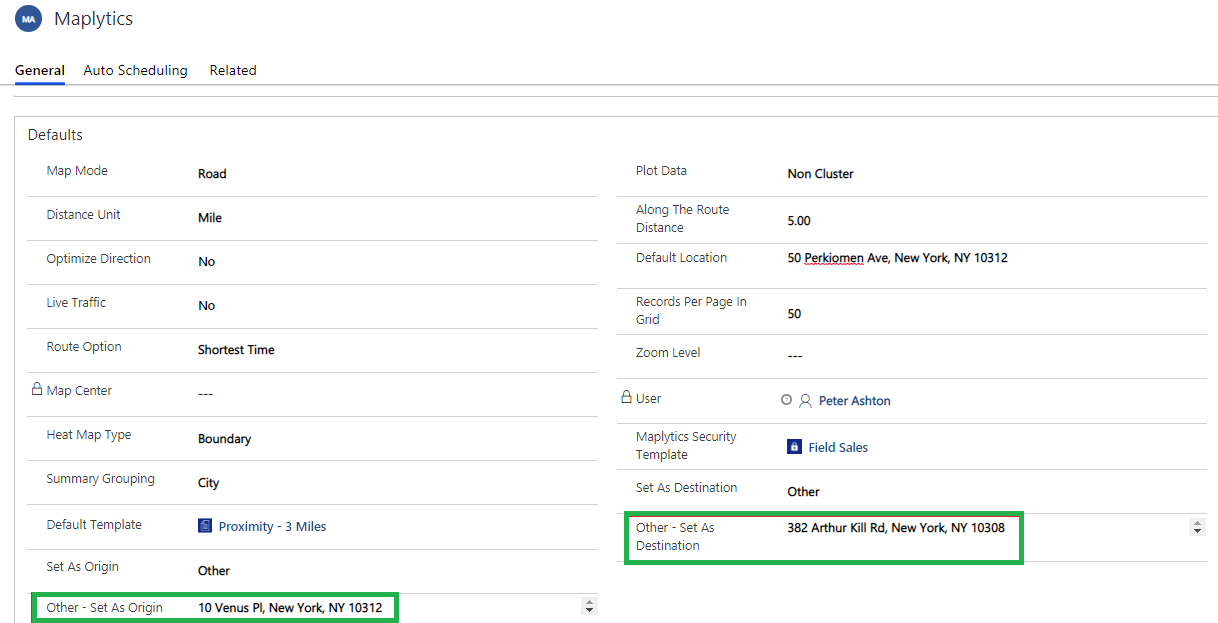 MA Maplytics
General Auto Scheduling Related
Defaults
Map Mode Road
Distance Unit Mile
Optimize Direction No
Live Traffic No
Route Option Shortest Time
Map Center ---
Heat Map Type Boundary
Summary Grouping City
Default Template Proximity - 3 Miles
Set As Origin Other
Other - Set As Origin 10 Venus Pl, New York, NY 10312
Plot Data Non Cluster
Along The Route
Distance 5.00
Default Location 50 Perkiomen Ave, New York, NY 10312
Records Per Page In
Grid 50
Zoom Level ---
User Peter Ashton
Maplytics Security
Template Field Sales
Set As Destination Other
Other - Set As 382 Arthur Kill Rd, New York, NY 10308
Destination